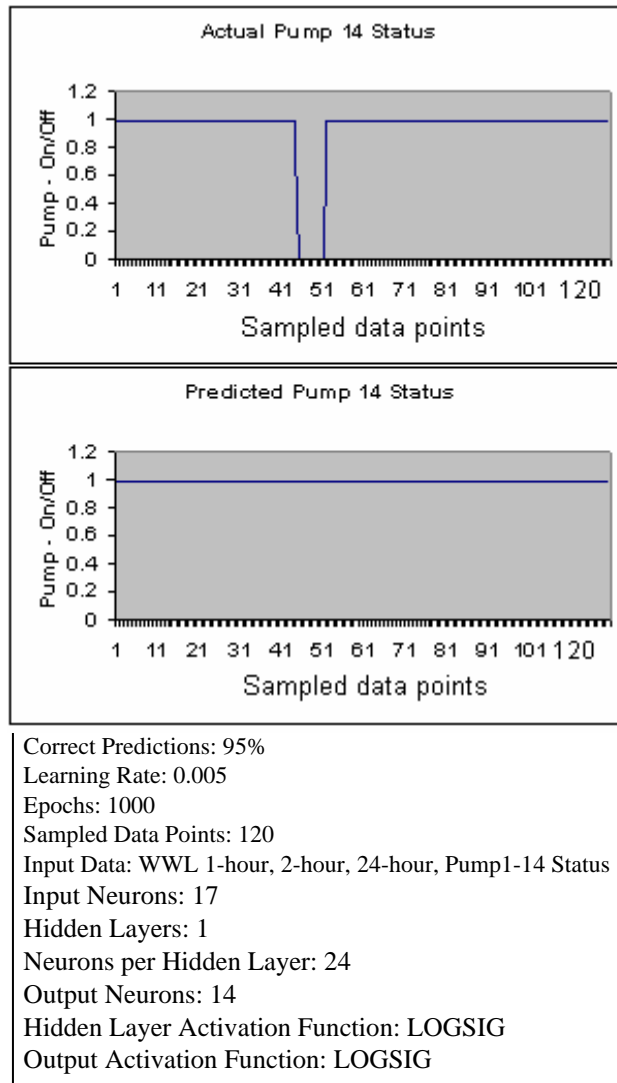 Actual Pump 14 Status
Pump - On/Off
1.2
1
0.8
0.6
0.4
0.2
0
1 11 21 31 41 51 61 71 81 91 101 120
Sampled data points
Predicted Pump 14 Status
Pump - On/Off
1.2
1
0.8
0.6
0.4
0.2
0
1 11 21 31 41 51 61 71 81 91 101 120
Sampled data points
Correct Predictions: 95%
Learning Rate: 0.005
Epochs: 1000
Sampled Data Points: 120
Input Data: WWL 1-hour, 2-hour, 24-hour, Pump1-14 Status
Input Neurons: 17
Hidden Layers: 1
Neurons per Hidden Layer: 24
Output Neurons: 14
Hidden Layer Activation Function: LOGSIG
Output Activation Function: LOGSIG